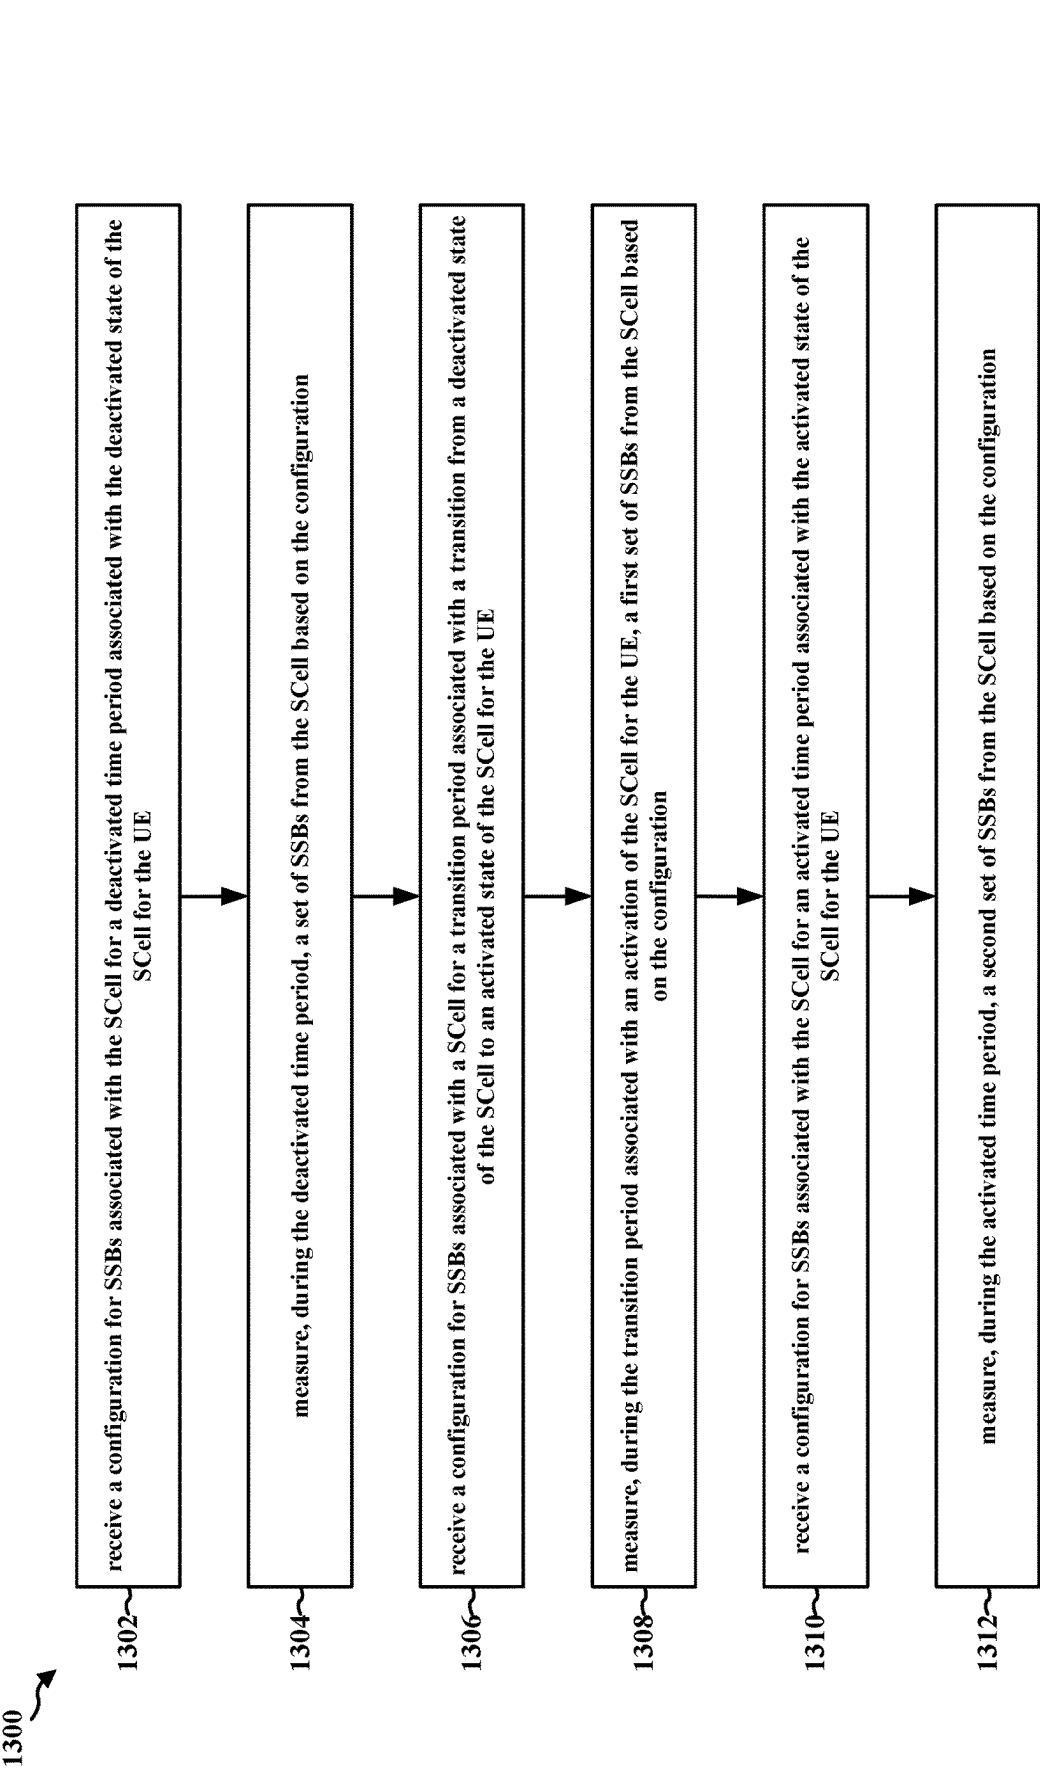 1300
1302
receive a configuration for SSBs associated with the SCell for a deactivated time period associated with the deactivated state of the
SCell for the UE
1304
measure, during the deactivated time period, a set of SSBs from the SCell based on the configuration
1306
receive a configuration for SSBs associated with a SCell for a transition period associated with a transition from a deactivated state
of the SCell to an activated state of the SCell for the UE
1308
measure, during the transition period associated with an activation of the SCell for the UE, a first set of SSBs from the SCell based
on the configuration
1310
receive a configuration for SSBs associated with the SCell for an activated time period associated with the activated state of the
SCell for the UE
1312
measure, during the activated time period, a second set of SSBs from the SCell based on the configuration